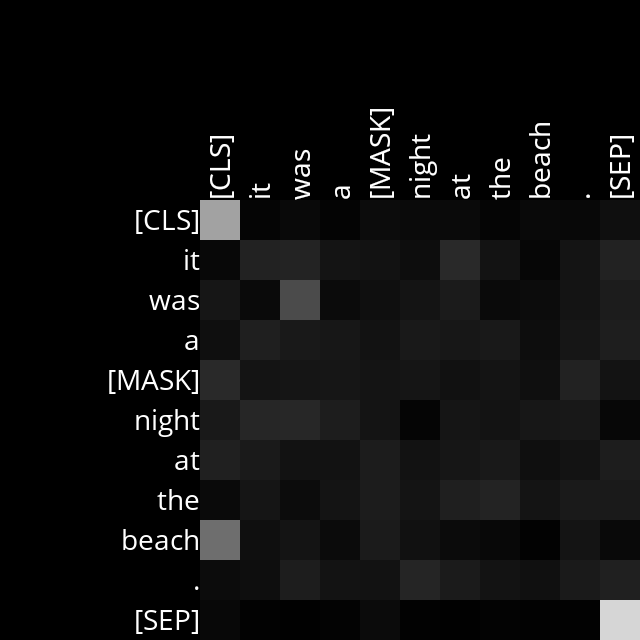 [CLS] it was a [MASK] night at the beach . [SEP]
[CLS]
it
was
a
[MASK]
night
at
the
beach
.
[SEP]